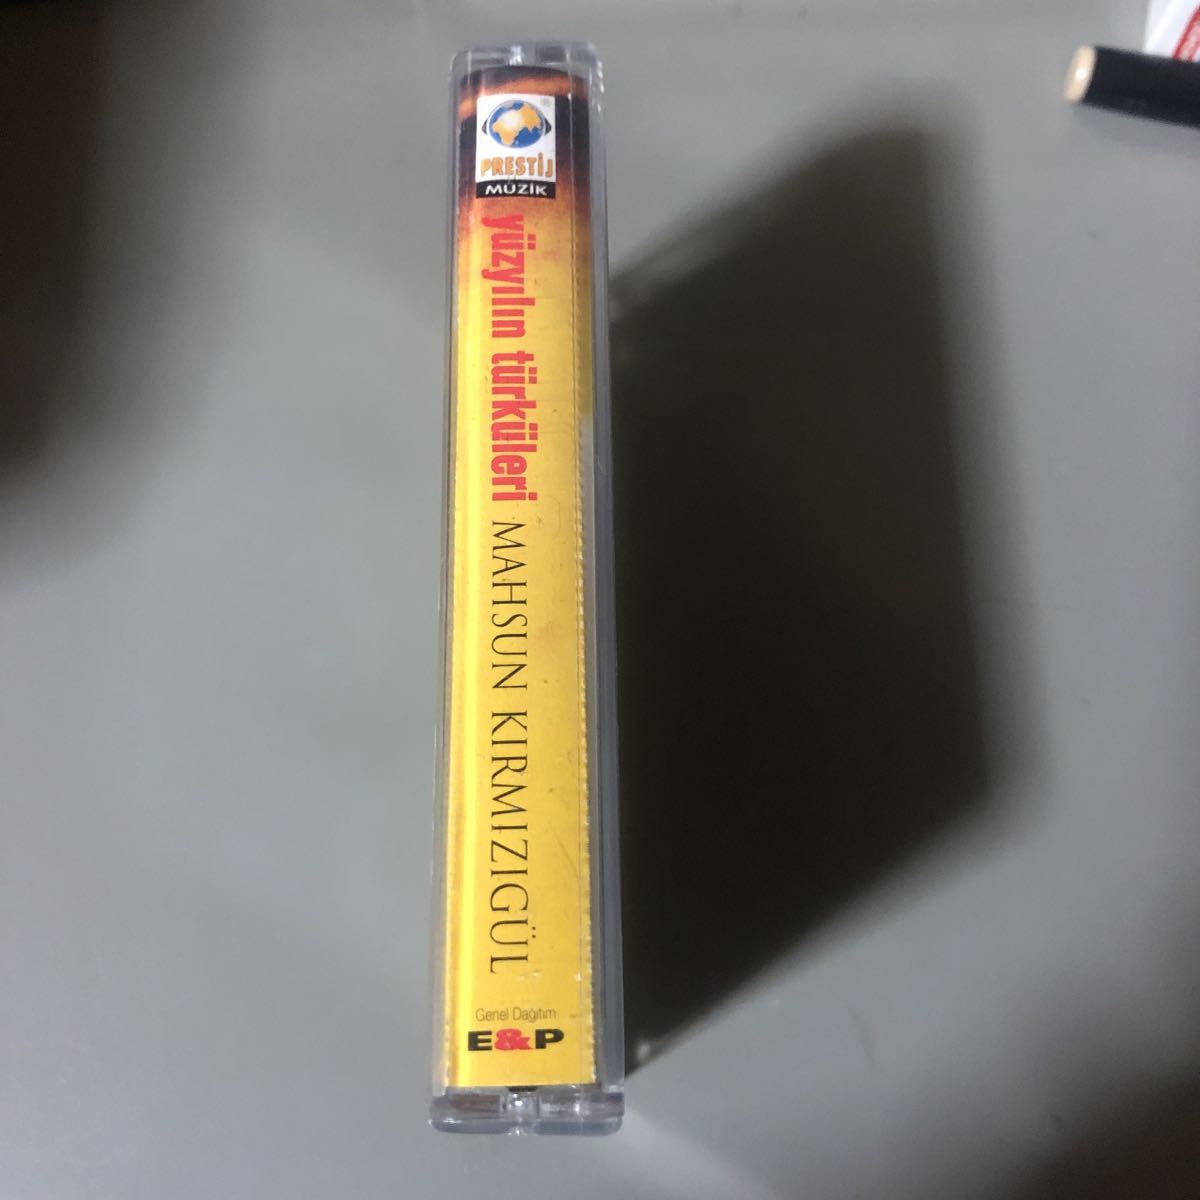 PRESTİJ
MÜZİK
yüzyılın türküleri MAHSUN KIRMIZIGÜL
Genel Dağıtım
E&P